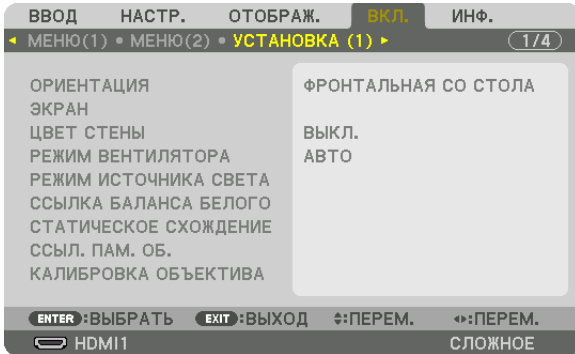 ВВОД НАСТР. ОТОБРАЖ. ВКЛ. ИНФ.
МЕНЮ(1) • МЕНЮ(2) • УСТАНОВКА (1) 1/4
ОРИЕНТАЦИЯ ФРОНТАЛЬНАЯ СО СТОЛА
ЭКРАН
ЦВЕТ СТЕНЫ ВЫКЛ.
РЕЖИМ ВЕНТИЛЯТОРА АВТО
РЕЖИМ ИСТОЧНИКА СВЕТА
ССЫЛКА БАЛАНСА БЕЛОГО
СТАТИЧЕСКОЕ СХОЖДЕНИЕ
ССЫЛ. ПАМ. ОБ.
КАЛИБРОВКА ОБЪЕКТИВА
ENTER :ВЫБРАТЬ EXIT :ВЫХОД :ПЕРЕМ. :ПЕРЕМ.
HDMI1 СЛОЖНОЕ